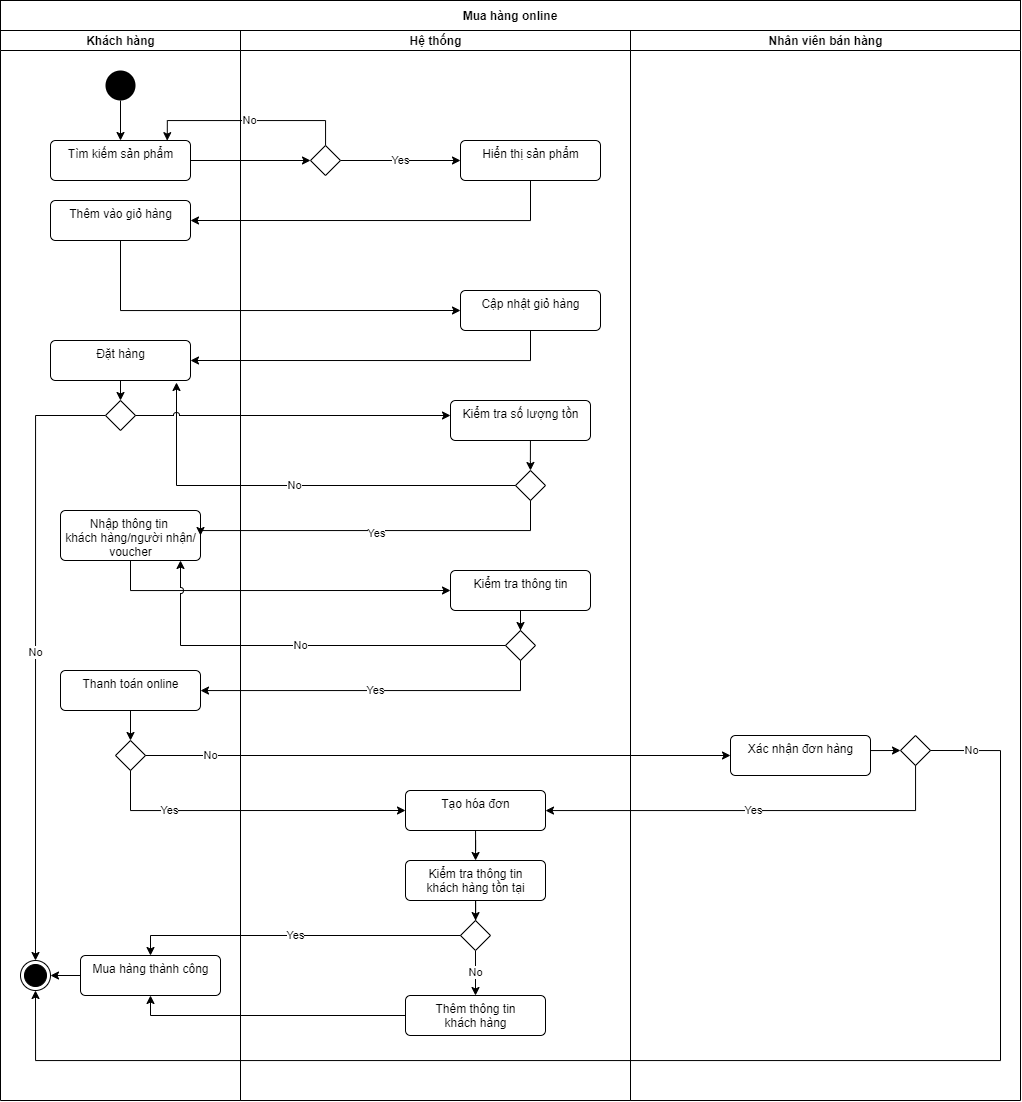 Mua hàng online
Khách hàng
Hệ thống
Nhân viên bán hàng
No
Tìm kiếm sản phẩm
Yes
Hiển thị sản phẩm
Thêm vào giỏ hàng
Cập nhật giỏ hàng
Đặt hàng
Kiểm tra số lượng tồn
No
Nhập thông tin
khách hàng/người nhận/
voucher
Yes
Kiểm tra thông tin
No
No
Thanh toán online
Yes
No
Xác nhận đơn hàng
No
Yes
Tạo hóa đơn
Yes
Kiểm tra thông tin
khách hàng tồn tại
Yes
Mua hàng thành công
No
Thêm thông tin
khách hàng